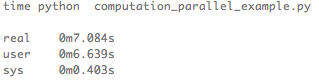 time python  computation_parallel_example.py
real    0m7.084s
user    0m6.639s
sys     0m0.403s